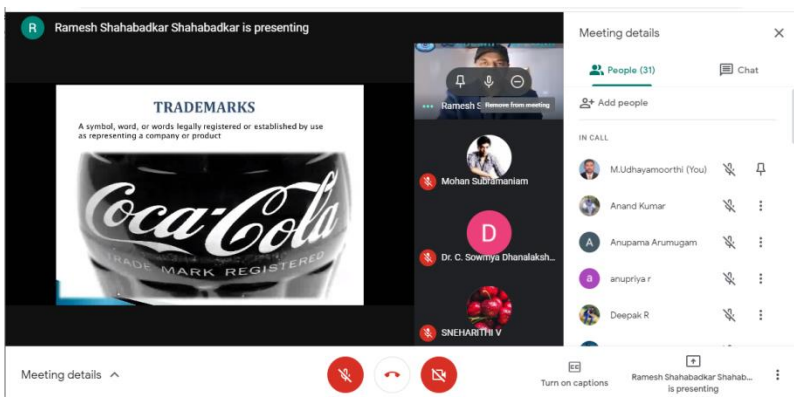 R Ramesh Shahabadkar Shahabadkar is presenting
TRADEMARKS
A symbol, word, or words legally registered or established by use
as representing a company or product
Coca-Cola
TRADE MARK REGISTERED
Ramesh S
Remove from meeting
Mohan Subramaniam
D
Dr. C. Sowmya Dhanalaksh...
SNEHARITHI V
Meeting details
People (31)
Chat
Add people
IN CALL
M.Udhayamoorthi (You)
Anand Kumar
A Anupama Arumugam
a anupriya r
Deepak R
Meeting details
CC
Turn on captions
Ramesh Shahabadkar Shahab...
is presenting